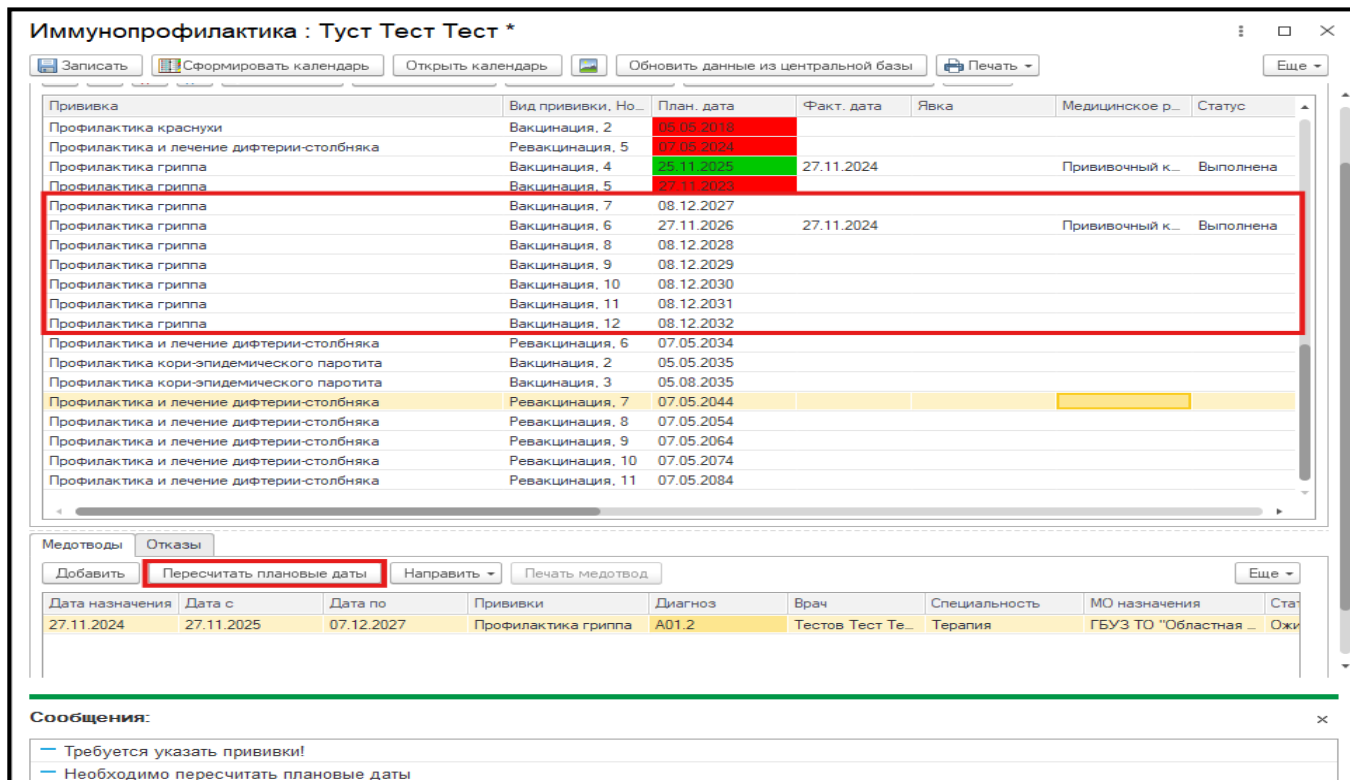 Иммунопрофилактика : Туст Тест Тест *
Записать Сформировать календарь Открыть календарь Обновить данные из центральной базы Печать Еще
Прививка Вид прививки, Но... План. дата Факт. дата Явка Медицинское р... Статус
Профилактика краснухи Вакцинация, 2 05.05.2018
Профилактика и лечение дифтерии-столбняка Ревакцинация, 5 07.05.2024
Профилактика гриппа Вакцинация, 4 25.11.2025 27.11.2024 Прививочный к... Выполнена
Профилактика гриппа Вакцинация, 5 27.11.2023
Профилактика гриппа Вакцинация, 7 08.12.2027
Профилактика гриппа Вакцинация, 6 27.11.2026 27.11.2024 Прививочный к... Выполнена
Профилактика гриппа Вакцинация, 8 08.12.2028
Профилактика гриппа Вакцинация, 9 08.12.2029
Профилактика гриппа Вакцинация, 10 08.12.2030
Профилактика гриппа Вакцинация, 11 08.12.2031
Профилактика гриппа Вакцинация, 12 08.12.2032
Профилактика и лечение дифтерии-столбняка Ревакцинация, 6 07.05.2034
Профилактика кори-эпидемического паротита Вакцинация, 2 05.05.2035
Профилактика кори-эпидемического паротита Вакцинация, 3 05.08.2035
Профилактика и лечение дифтерии-столбняка Ревакцинация, 7 07.05.2044
Профилактика и лечение дифтерии-столбняка Ревакцинация, 8 07.05.2054
Профилактика и лечение дифтерии-столбняка Ревакцинация, 9 07.05.2064
Профилактика и лечение дифтерии-столбняка Ревакцинация, 10 07.05.2074
Профилактика и лечение дифтерии-столбняка Ревакцинация, 11 07.05.2084
Медотводы Отказы
Добавить Пересчитать плановые даты Направить Печать медотвод Еще
Дата назначения Дата с Дата по Прививки Диагноз Врач Специальность МО назначения Стат
27.11.2024 27.11.2025 07.12.2027 Профилактика гриппа А01.2 Тестов Тест Те... Терапия ГБУЗ ТО "Областная ... Ожи
Сообщения:
Требуется указать прививки!
Необходимо пересчитать плановые даты